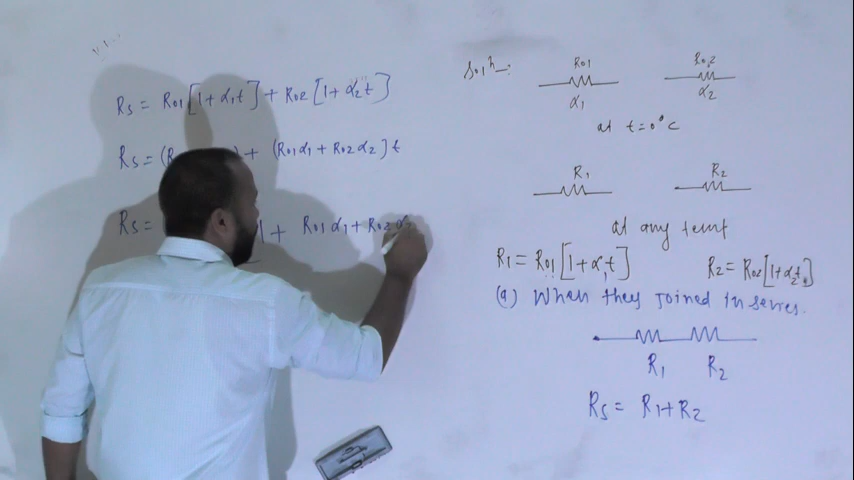 Rs = R01[1+α1t] + R02[1+α2t]
Rs = (R ) + (R01α1 + R02α2)t
Rs = 1 + R01α1 + R02α2
Solⁿ:-
R01 R02
α1 α2
at t=0°c
R1 R2
at any temt
R1 = R01[1+α1t] R2 = R02[1+α2t]
(a) When they joined in series.
R1 R2
Rs = R1+R2